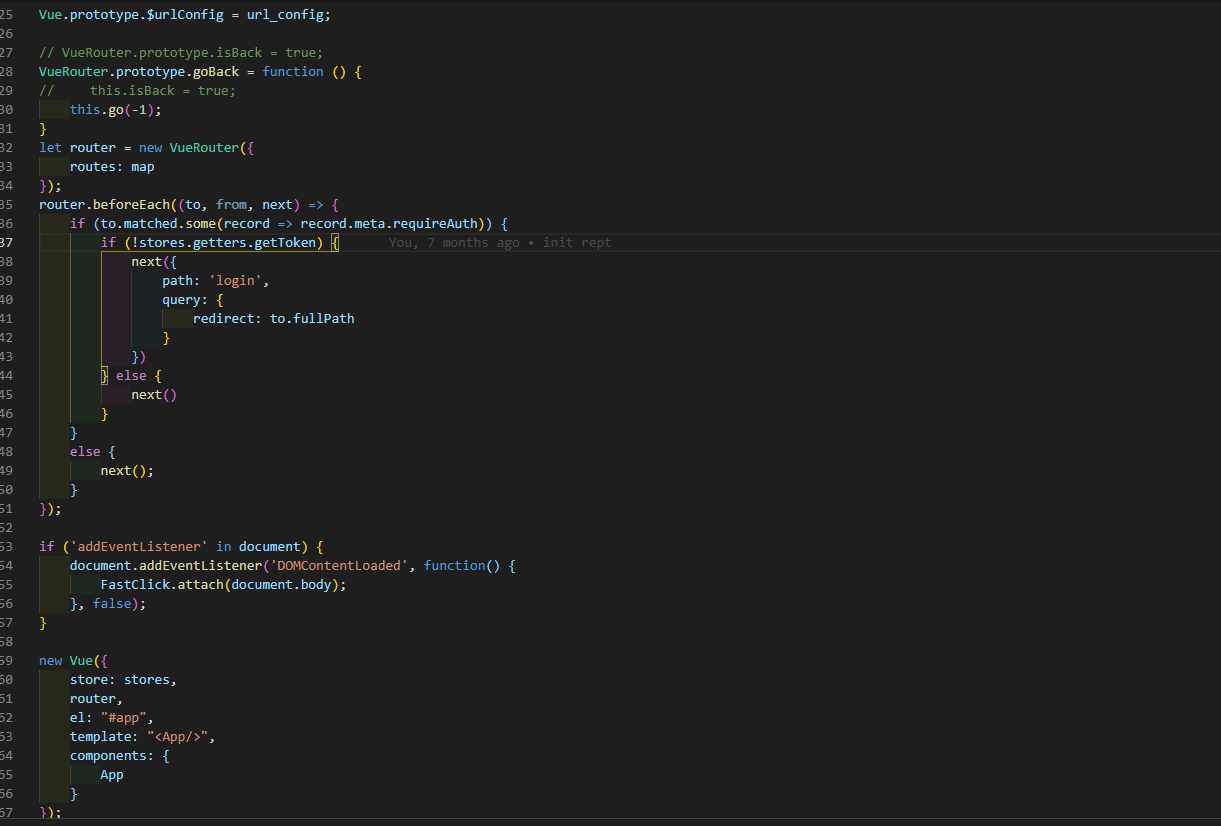 25 Vue.prototype.$urlConfig = url_config;
26
27 // VueRouter.prototype.isBack = true;
28 VueRouter.prototype.goBack = function () {
29 //     this.isBack = true;
30     this.go(-1);
31 }
32 let router = new VueRouter({
33     routes: map
34 });
35 router.beforeEach((to, from, next) => {
36     if (to.matched.some(record => record.meta.requireAuth)) {
37         if (!stores.getters.getToken) {       You, 7 months ago • init rept
38             next({
39                 path: 'login',
40                 query: {
41                     redirect: to.fullPath
42                 }
43             })
44         } else {
45             next()
46         }
47     }
48     else {
49         next();
50     }
51 });
52
53 if ('addEventListener' in document) {
54     document.addEventListener('DOMContentLoaded', function() {
55         FastClick.attach(document.body);
56     }, false);
57 }
58
59 new Vue({
60     store: stores,
61     router,
62     el: "#app",
63     template: "<App/>",
64     components: {
65         App
66     }
67 });